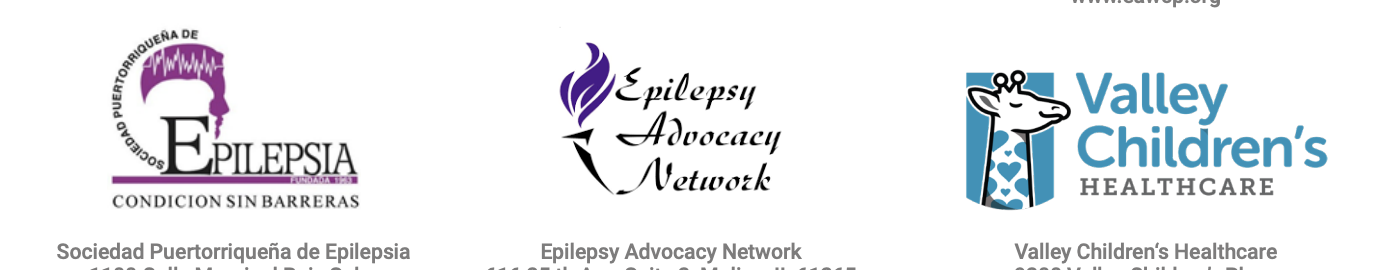 SOCIEDAD PUERTORRIQUEÑA DE
EPILEPSIA
FUNDADA 1963
CONDICION SIN BARRERAS
Sociedad Puertorriqueña de Epilepsia
Epilepsy
Advocacy
Network
Epilepsy Advocacy Network
Valley
Children's
HEALTHCARE
Valley Children‘s Healthcare